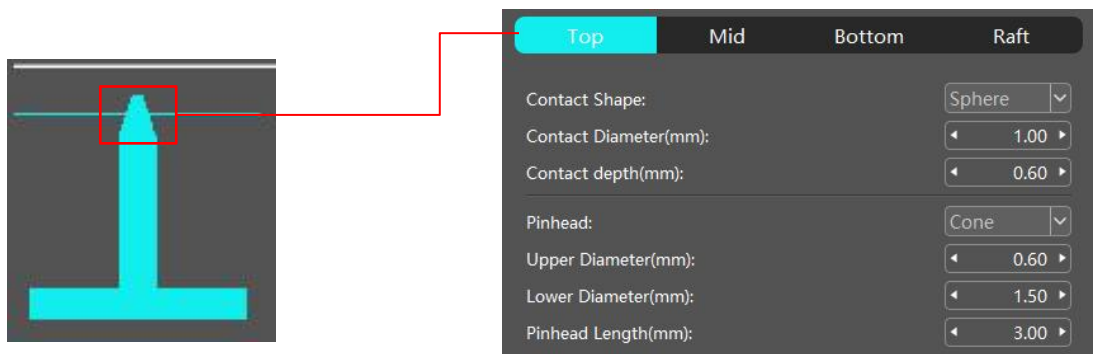 Top Mid Bottom Raft
Contact Shape: Sphere
Contact Diameter(mm): 1.00
Contact depth(mm): 0.60
Pinhead: Cone
Upper Diameter(mm): 0.60
Lower Diameter(mm): 1.50
Pinhead Length(mm): 3.00